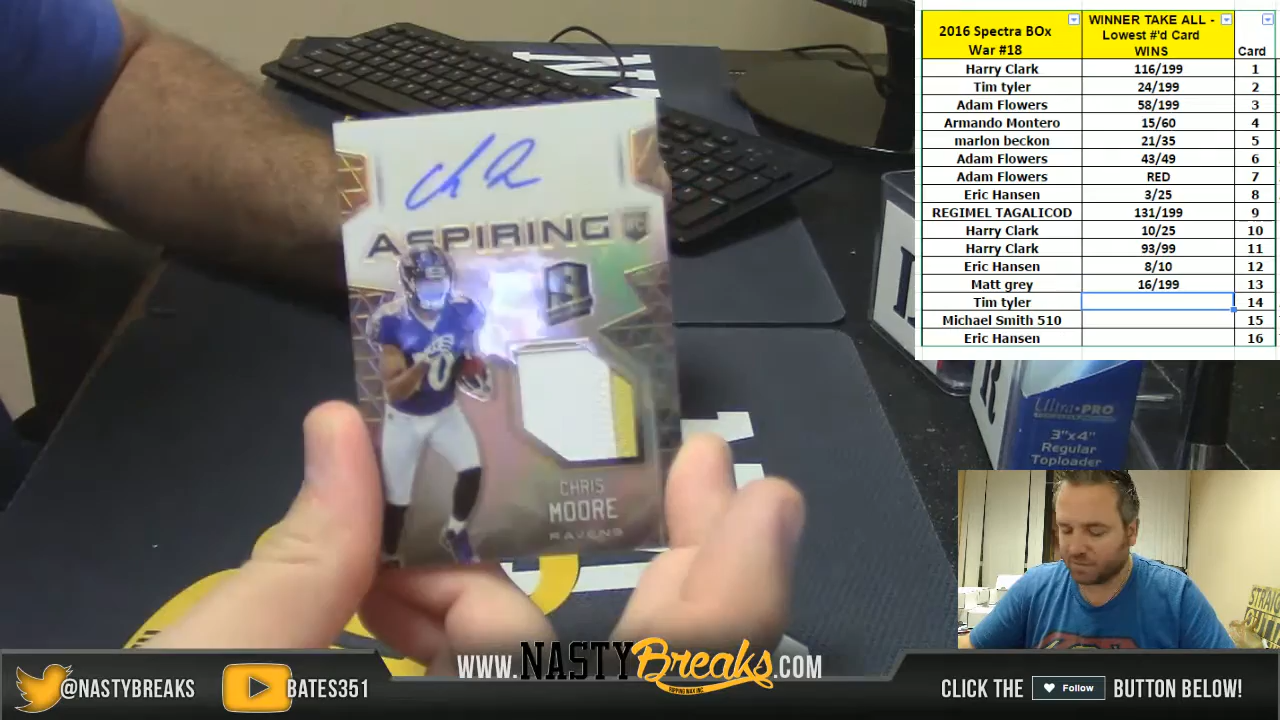 2016 Spectra BOx
War #18
WINNER TAKE ALL -
Lowest #'d Card
WINS
Card
Harry Clark 116/199 1
Tim tyler 24/199 2
Adam Flowers 58/199 3
Armando Montero 15/60 4
marlon beckon 21/35 5
Adam Flowers 43/49 6
Adam Flowers RED 7
Eric Hansen 3/25 8
REGIMEL TAGALICOD 131/199 9
Harry Clark 10/25 10
Harry Clark 93/99 11
Eric Hansen 8/10 12
Matt grey 16/199 13
Tim tyler 14
Michael Smith 510 15
Eric Hansen 16
ASPIRING
CHRIS
MOORE
RAVENS
Ultra·PRO
3"x4"
Regular
Toploader
WWW.NASTYBreaks.COM
@NASTYBREAKS
BATES351
CLICK THE Follow BUTTON BELOW!